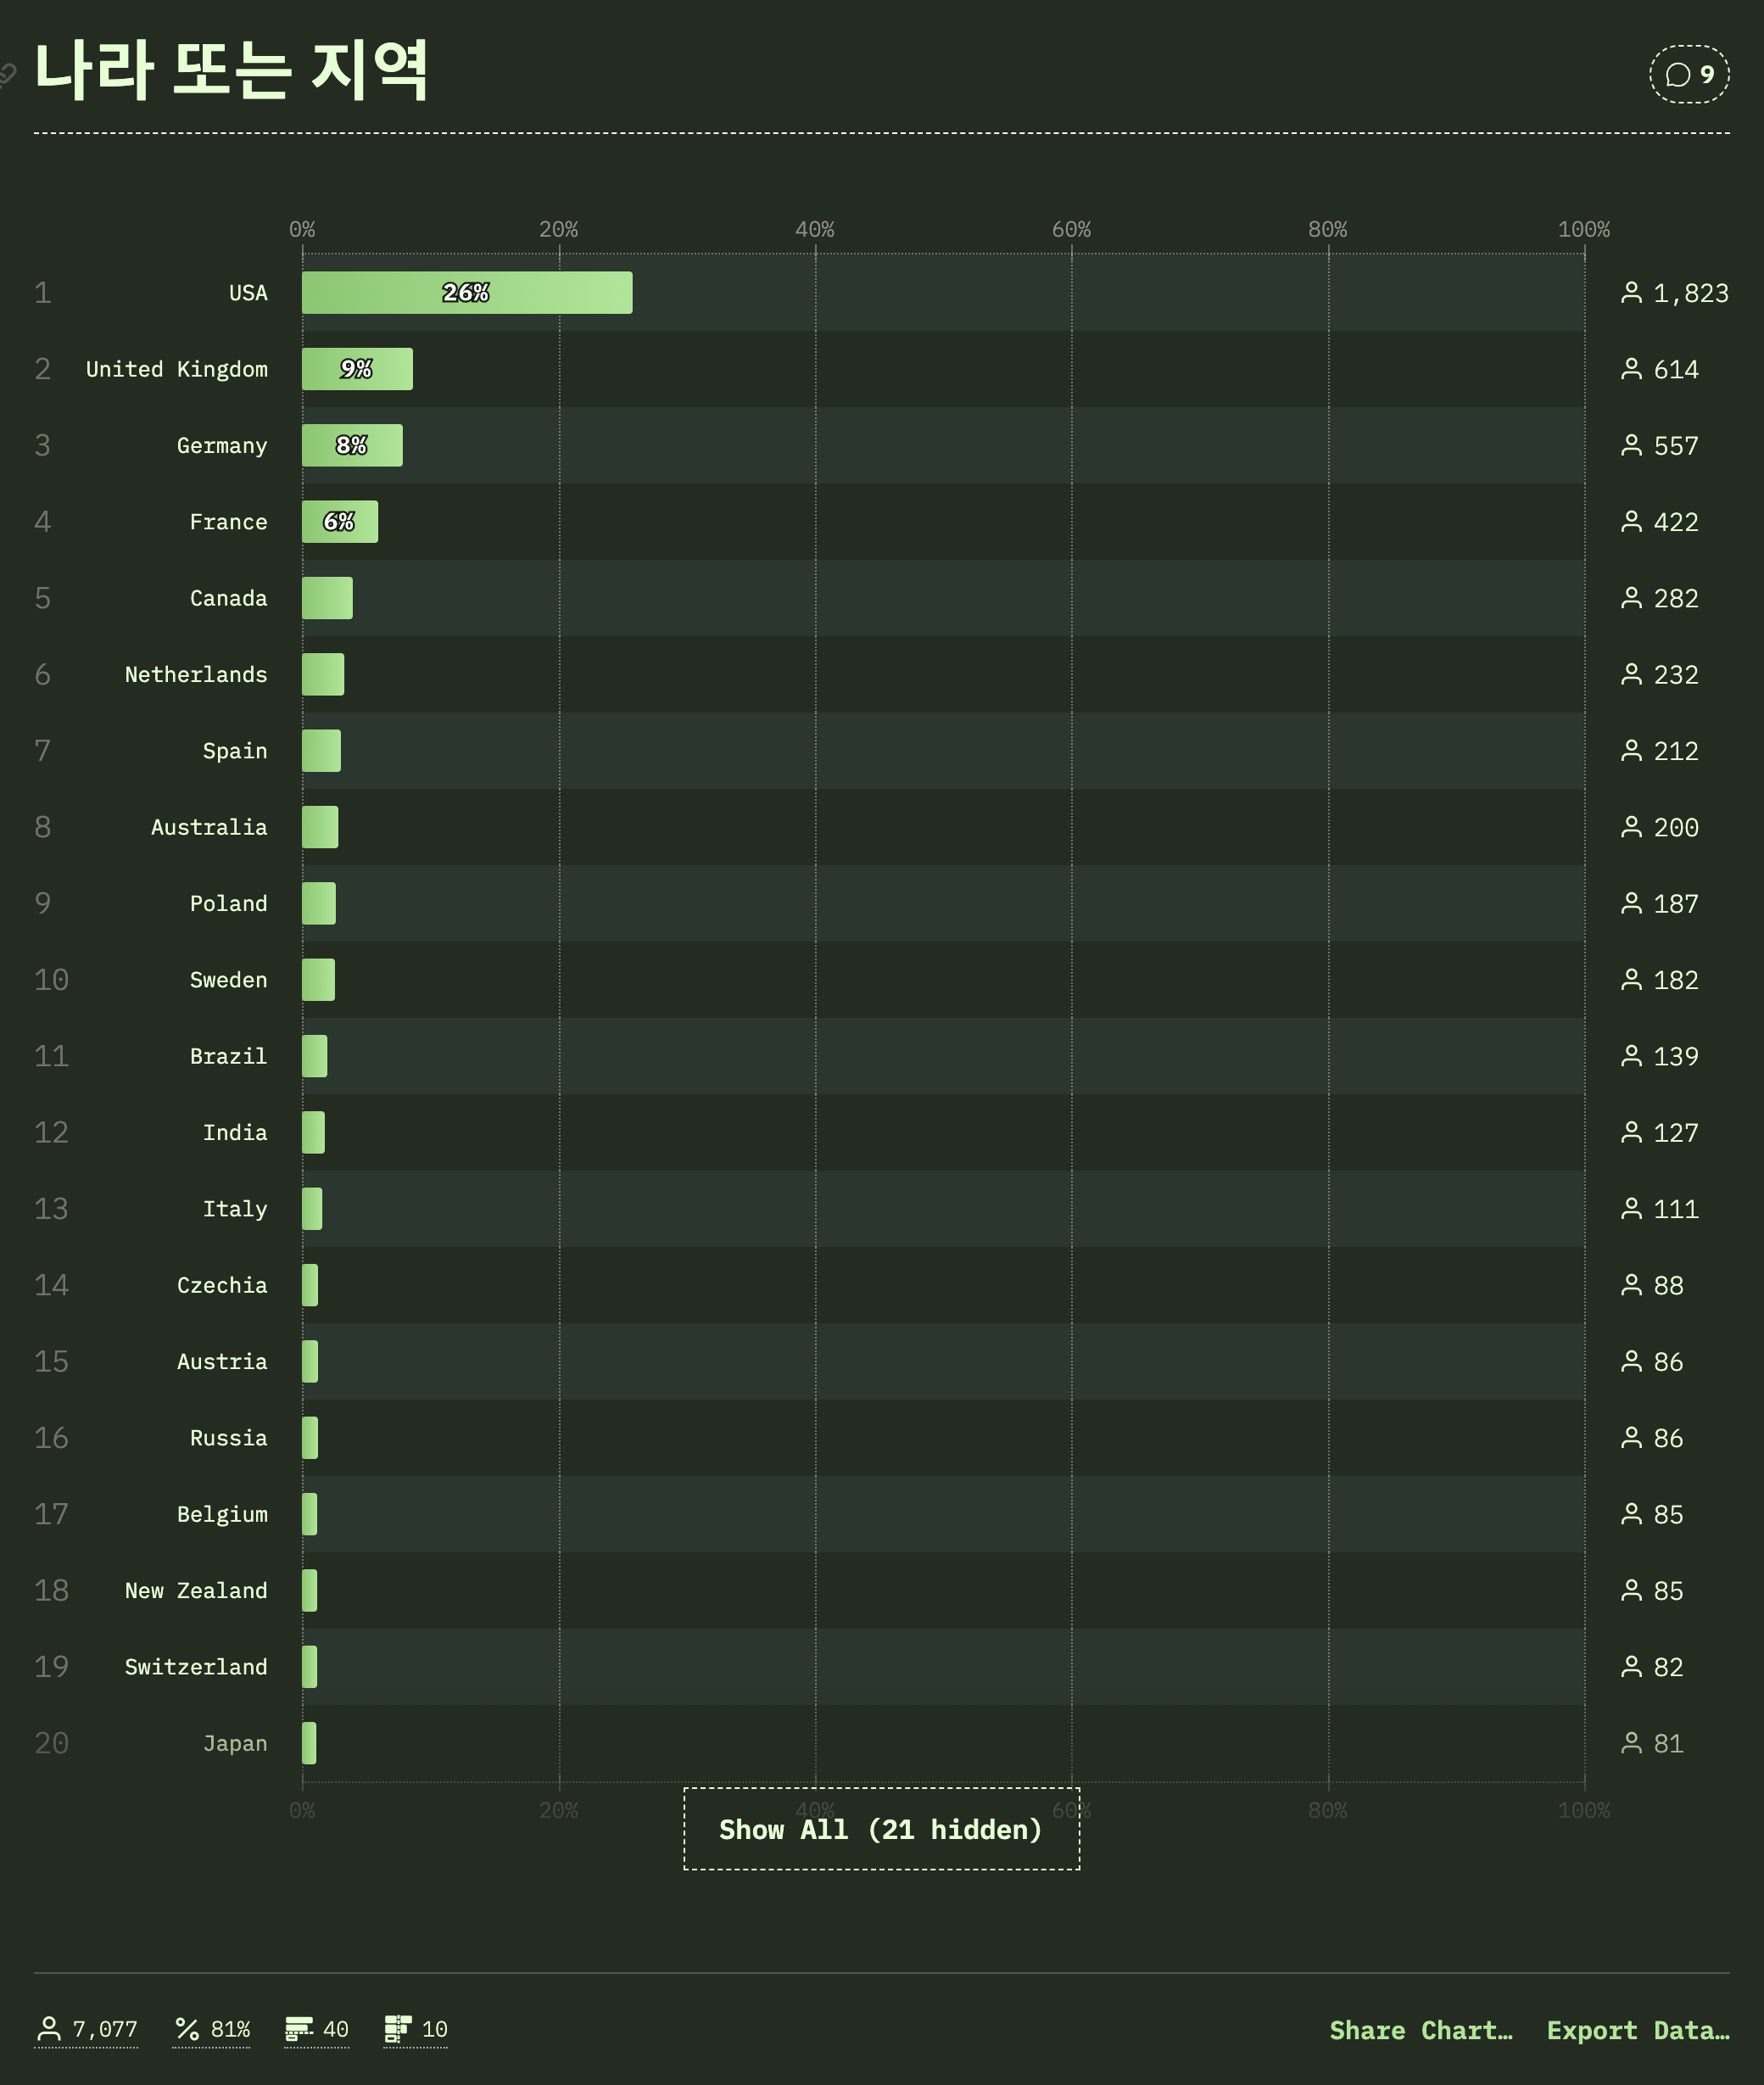 나라 또는 지역
9
0% 20% 40% 60% 80% 100%
1 USA 26% 1,823
2 United Kingdom 9% 614
3 Germany 8% 557
4 France 6% 422
5 Canada 282
6 Netherlands 232
7 Spain 212
8 Australia 200
9 Poland 187
10 Sweden 182
11 Brazil 139
12 India 127
13 Italy 111
14 Czechia 88
15 Austria 86
16 Russia 86
17 Belgium 85
18 New Zealand 85
19 Switzerland 82
20 Japan 81
0% 20% 40% 60% 80% 100%
Show All (21 hidden)
7,077 81% 40 10 Share Chart… Export Data…